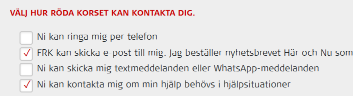 VÄLJ HUR RÖDA KORSET KAN KONTAKTA DIG.
Ni kan ringa mig per telefon
FRK kan skicka e-post till mig. Jag beställer nyhetsbrevet Här och Nu som
Ni kan skicka mig textmeddelanden eller WhatsApp-meddelanden
Ni kan kontakta mig om min hjälp behövs i hjälpsituationer